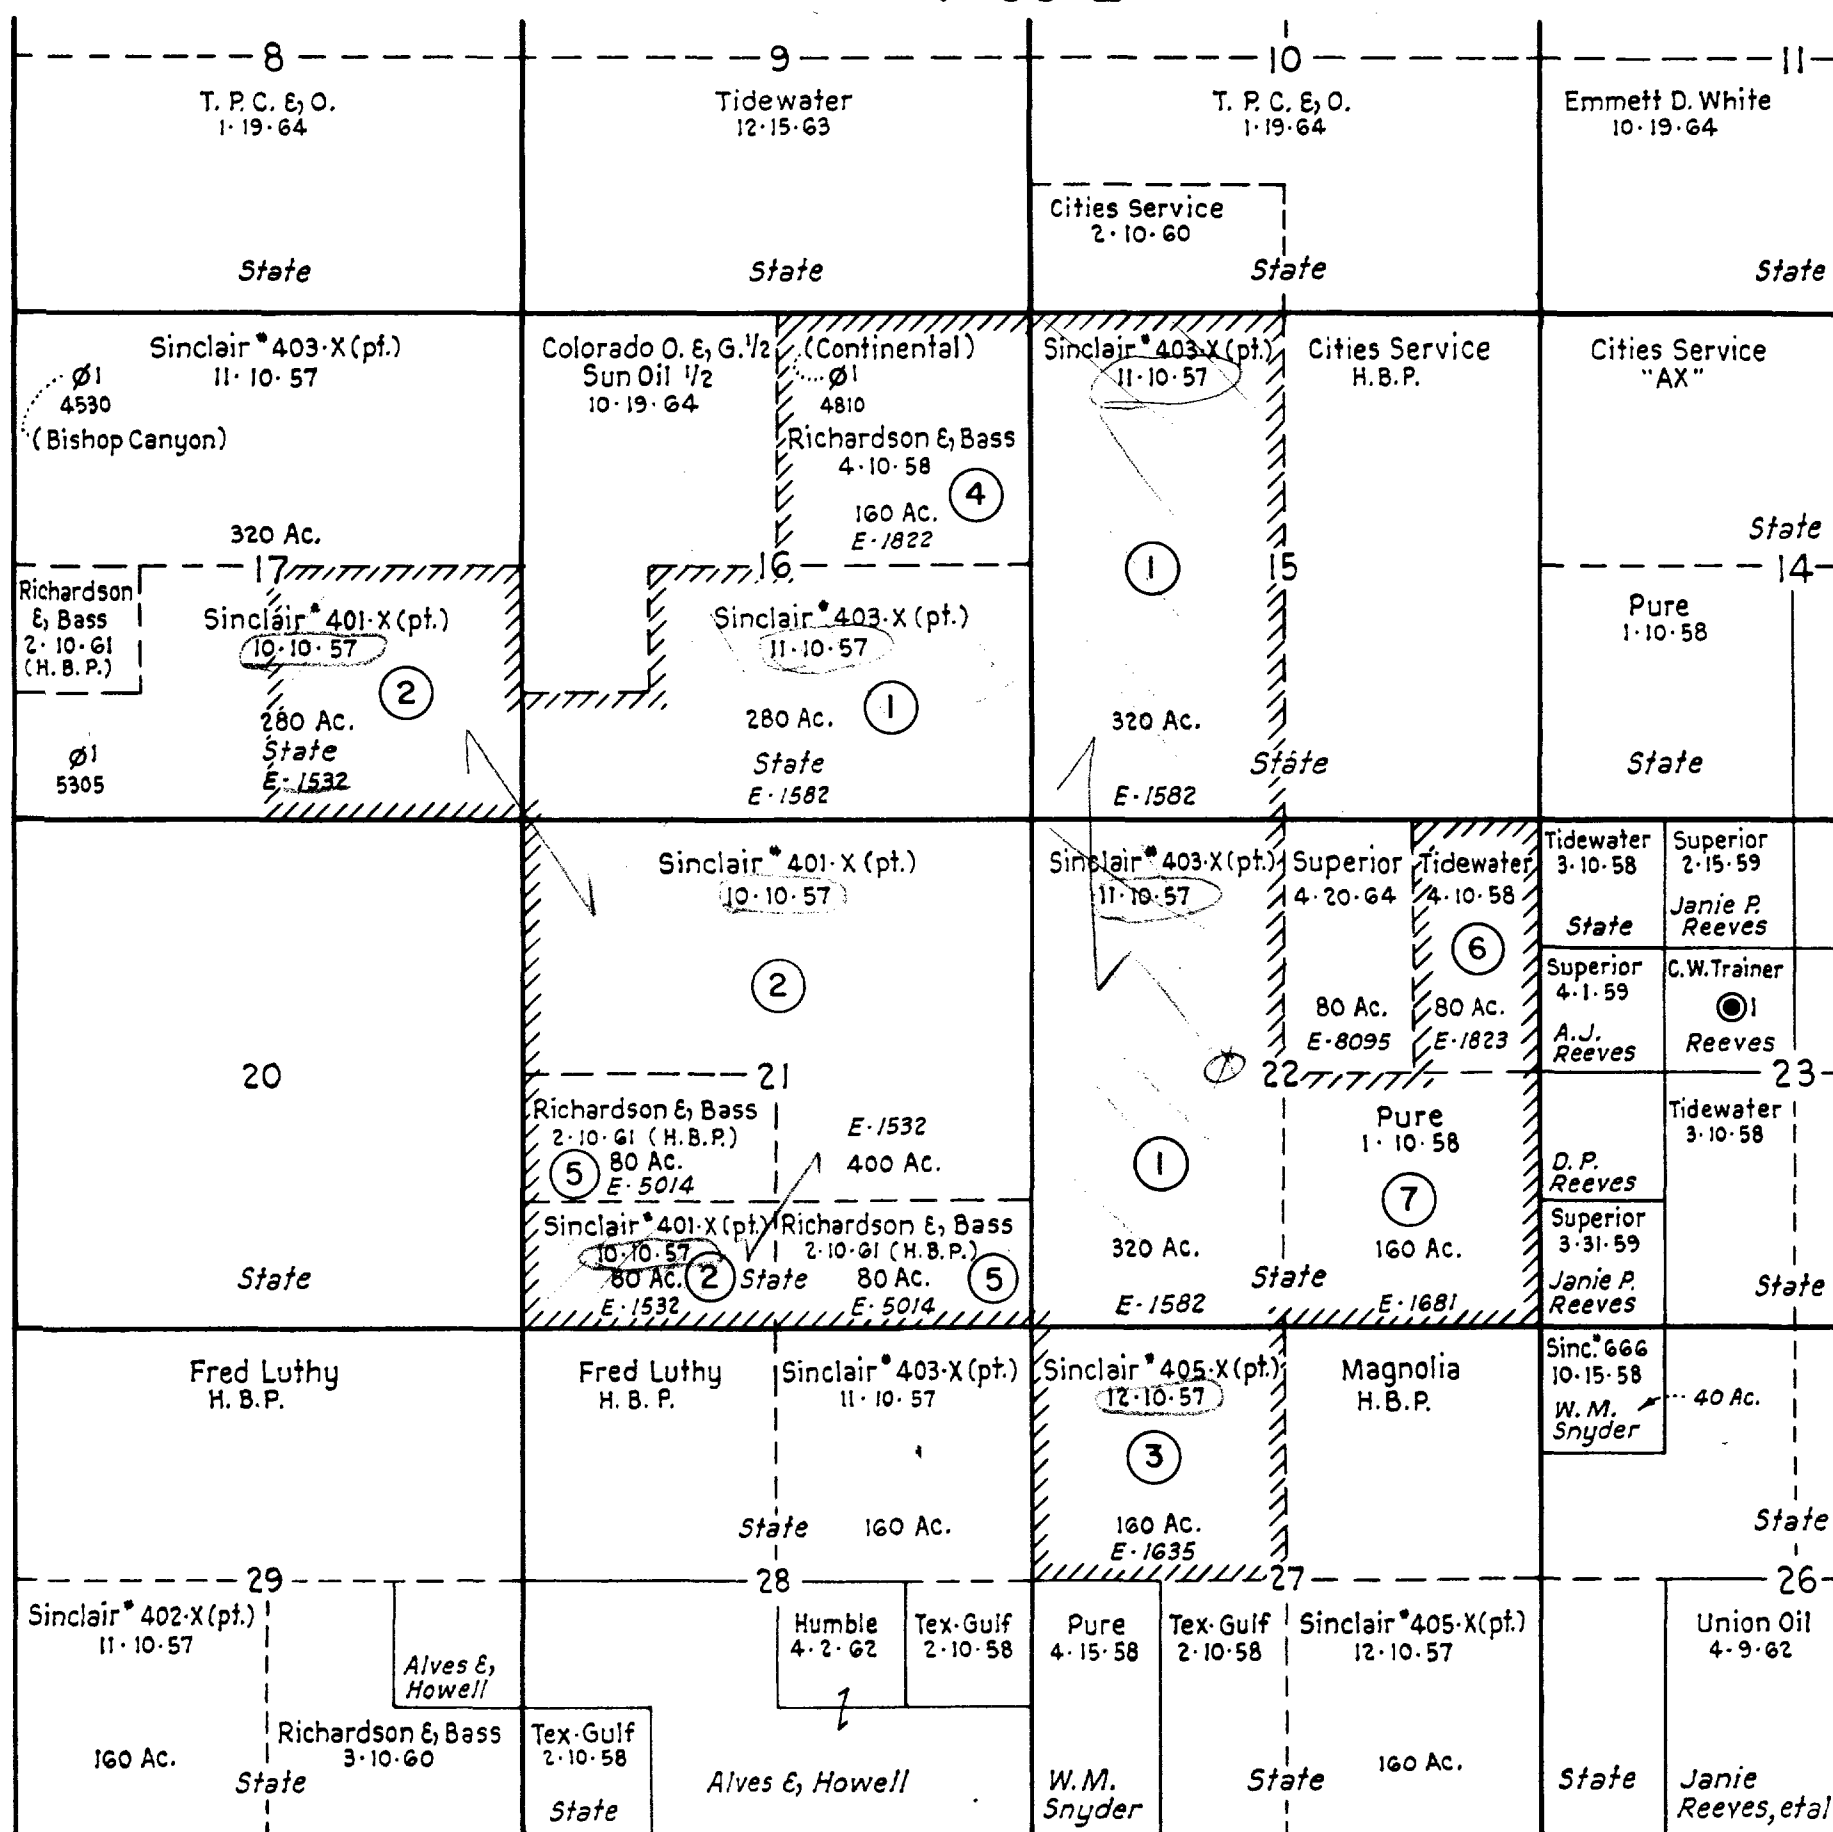 8
9
10
11
T. P. C. & O.
1·19·64
State
Tidewater
12·15·63
State
T. P. C. & O.
1·19·64
Cities Service
2·10·60
State
Emmett D. White
10·19·64
State
Sinclair #403·X (pt.)
11·10·57
Ø1
4530
(Bishop Canyon)
320 Ac.
17
Richardson
& Bass
2·10·61
(H.B.P.)
Ø1
5305
Sinclair #401·X (pt.)
10·10·57
2
280 Ac.
State
E·1532
Colorado O. & G. 1/2
Sun Oil 1/2
10·19·64
(Continental)
Ø1
4810
Richardson & Bass
4·10·58
4
160 Ac.
E·1822
16
Sinclair #403·X (pt.)
11·10·57
1
280 Ac.
State
E·1582
Sinclair #403·X (pt.)
11·10·57
1
15
320 Ac.
State
E·1582
Cities Service
H.B.P.
Cities Service
"AX"
State
14
Pure
1·10·58
State
20
State
Sinclair #401·X (pt.)
10·10·57
2
21
Richardson & Bass
2·10·61 (H.B.P.)
80 Ac.
5
E·5014
E·1532
400 Ac.
Sinclair #401·X (pt.)
10·10·57
80 Ac.
2
E·1532
State
Richardson & Bass
2·10·61 (H.B.P.)
80 Ac.
5
E·5014
Sinclair #403·X (pt.)
11·10·57
22
1
320 Ac.
State
E·1582
Superior
4·20·64
80 Ac.
E·8095
Tidewater
4·10·58
6
80 Ac.
E·1823
Pure
1·10·58
7
160 Ac.
E·1681
Tidewater
3·10·58
State
Superior
2·15·59
Janie P.
Reeves
Superior
4·1·59
A.J.
Reeves
C.W. Trainer
1
Reeves
23
D. P.
Reeves
Tidewater
3·10·58
Superior
3·31·59
Janie P.
Reeves
State
Fred Luthy
H. B. P.
29
Fred Luthy
H. B. P.
Sinclair #403·X (pt.)
11·10·57
State
160 Ac.
28
Sinclair #405·X (pt.)
12·10·57
3
160 Ac.
E·1635
27
Magnolia
H.B.P.
Sinc. #666
10·15·58
W. M.
Snyder
40 Ac.
State
26
Sinclair #402·X (pt.)
11·10·57
160 Ac.
State
Alves &
Howell
Richardson & Bass
3·10·60
Tex·Gulf
2·10·58
State
Humble
4·2·62
Tex·Gulf
2·10·58
Alves & Howell
Pure
4·15·58
W. M.
Snyder
Tex·Gulf
2·10·58
Sinclair #405·X (pt.)
12·10·57
State
160 Ac.
State
Union Oil
4·9·62
Janie
Reeves, etal